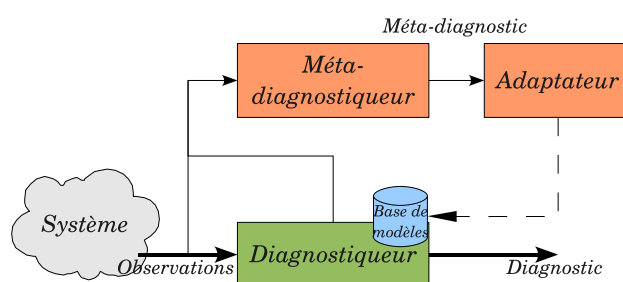 Méta-diagnostic
Méta-
diagnostiqueur
Adaptateur
Système
Base de
modèles
Observations
Diagnostiqueur
Diagnostic